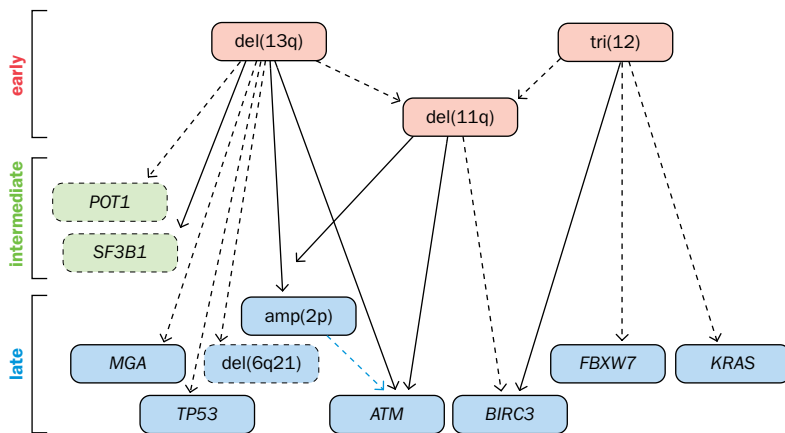 early
del(13q)
tri(12)
del(11q)
intermediate
POT1
SF3B1
late
amp(2p)
MGA
del(6q21)
FBXW7
KRAS
TP53
ATM
BIRC3